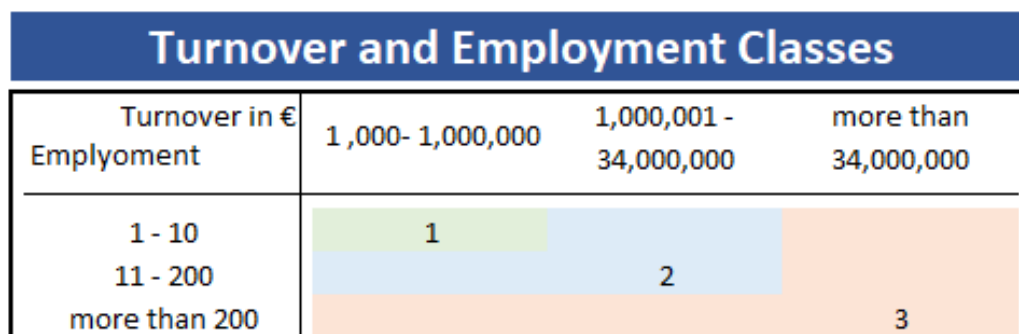 Turnover and Employment Classes
Turnover in €
Emplyoment
1 ,000- 1,000,000
1,000,001 -
34,000,000
more than
34,000,000
1 - 10
1
11 - 200
2
more than 200
3